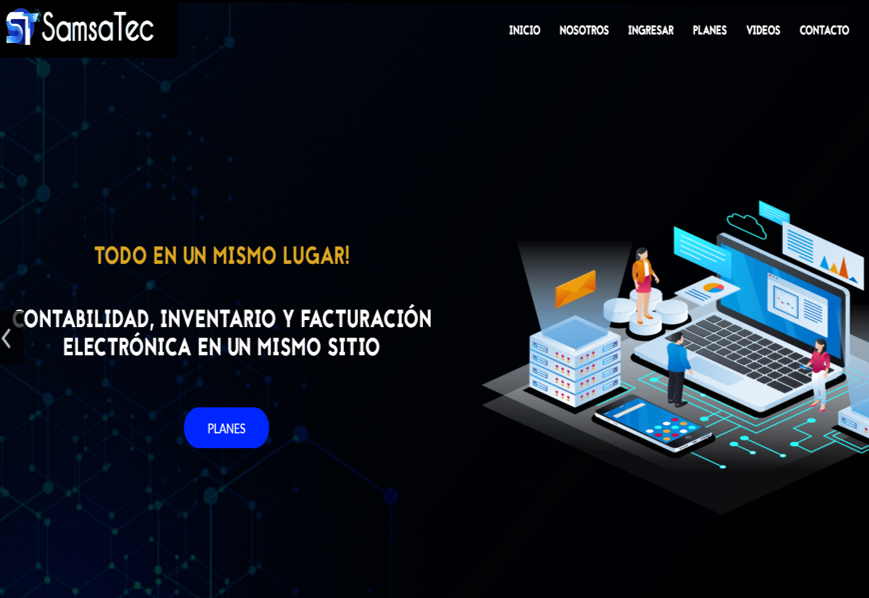 ST SamsaTec
INICIO NOSOTROS INGRESAR PLANES VIDEOS CONTACTO
TODO EN UN MISMO LUGAR!
CONTABILIDAD, INVENTARIO Y FACTURACIÓN
ELECTRÓNICA EN UN MISMO SITIO
PLANES